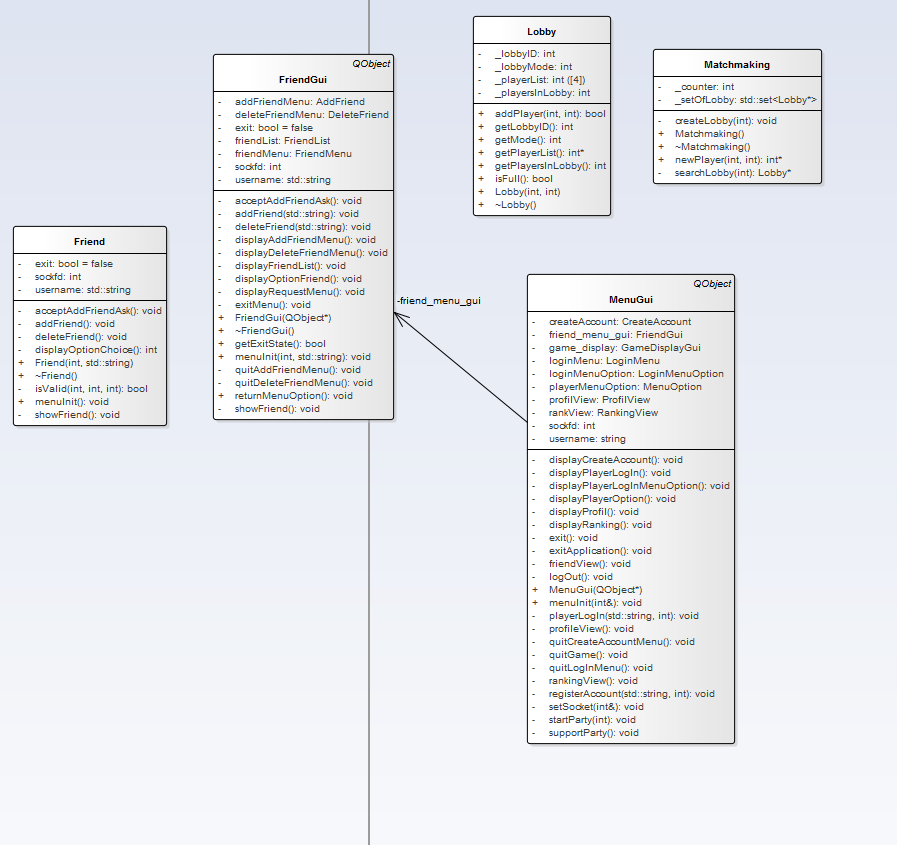 Friend
- exit: bool = false
- sockfd: int
- username: std::string
- acceptAddFriendAsk(): void
- addFriend(): void
- deleteFriend(): void
- displayOptionChoice(): int
+ Friend(int, std::string)
+ ~Friend()
- isValid(int, int, int): bool
+ menuInit(): void
- showFriend(): void
QObject
FriendGui
- addFriendMenu: AddFriend
- deleteFriendMenu: DeleteFriend
- exit: bool = false
- friendList: FriendList
- friendMenu: FriendMenu
- sockfd: int
- username: std::string
- acceptAddFriendAsk(): void
- addFriend(std::string): void
- deleteFriend(std::string): void
- displayAddFriendMenu(): void
- displayDeleteFriendMenu(): void
- displayFriendList(): void
- displayOptionFriend(): void
- displayRequestMenu(): void
- exitMenu(): void
+ FriendGui(QObject*)
+ ~FriendGui()
+ getExitState(): bool
+ menuInit(int, std::string): void
- quitAddFriendMenu(): void
- quitDeleteFriendMenu(): void
+ returnMenuOption(): void
- showFriend(): void
-friend_menu_gui
Lobby
- _lobbyID: int
- _lobbyMode: int
- _playerList: int ([4])
- _playersInLobby: int
+ addPlayer(int, int): bool
+ getLobbyID(): int
+ getMode(): int
+ getPlayerList(): int*
+ getPlayersInLobby(): int
+ isFull(): bool
+ Lobby(int, int)
+ ~Lobby()
Matchmaking
- _counter: int
- _setOfLobby: std::set<Lobby*>
- createLobby(int): void
+ Matchmaking()
+ ~Matchmaking()
+ newPlayer(int, int): int*
- searchLobby(int): Lobby*
QObject
MenuGui
- createAccount: CreateAccount
- friend_menu_gui: FriendGui
- game_display: GameDisplayGui
- loginMenu: LoginMenu
- loginMenuOption: LoginMenuOption
- playerMenuOption: MenuOption
- profilView: ProfilView
- rankView: RankingView
- sockfd: int
- username: string
- displayCreateAccount(): void
- displayPlayerLogIn(): void
- displayPlayerLogInMenuOption(): void
- displayPlayerOption(): void
- displayProfil(): void
- displayRanking(): void
- exit(): void
- exitApplication(): void
- friendView(): void
- logOut(): void
+ MenuGui(QObject*)
+ menuInit(int&): void
- playerLogIn(std::string, int): void
- profileView(): void
- quitCreateAccountMenu(): void
- quitGame(): void
- quitLogInMenu(): void
- rankingView(): void
- registerAccount(std::string, int): void
- setSocket(int&): void
- startParty(int): void
- supportParty(): void